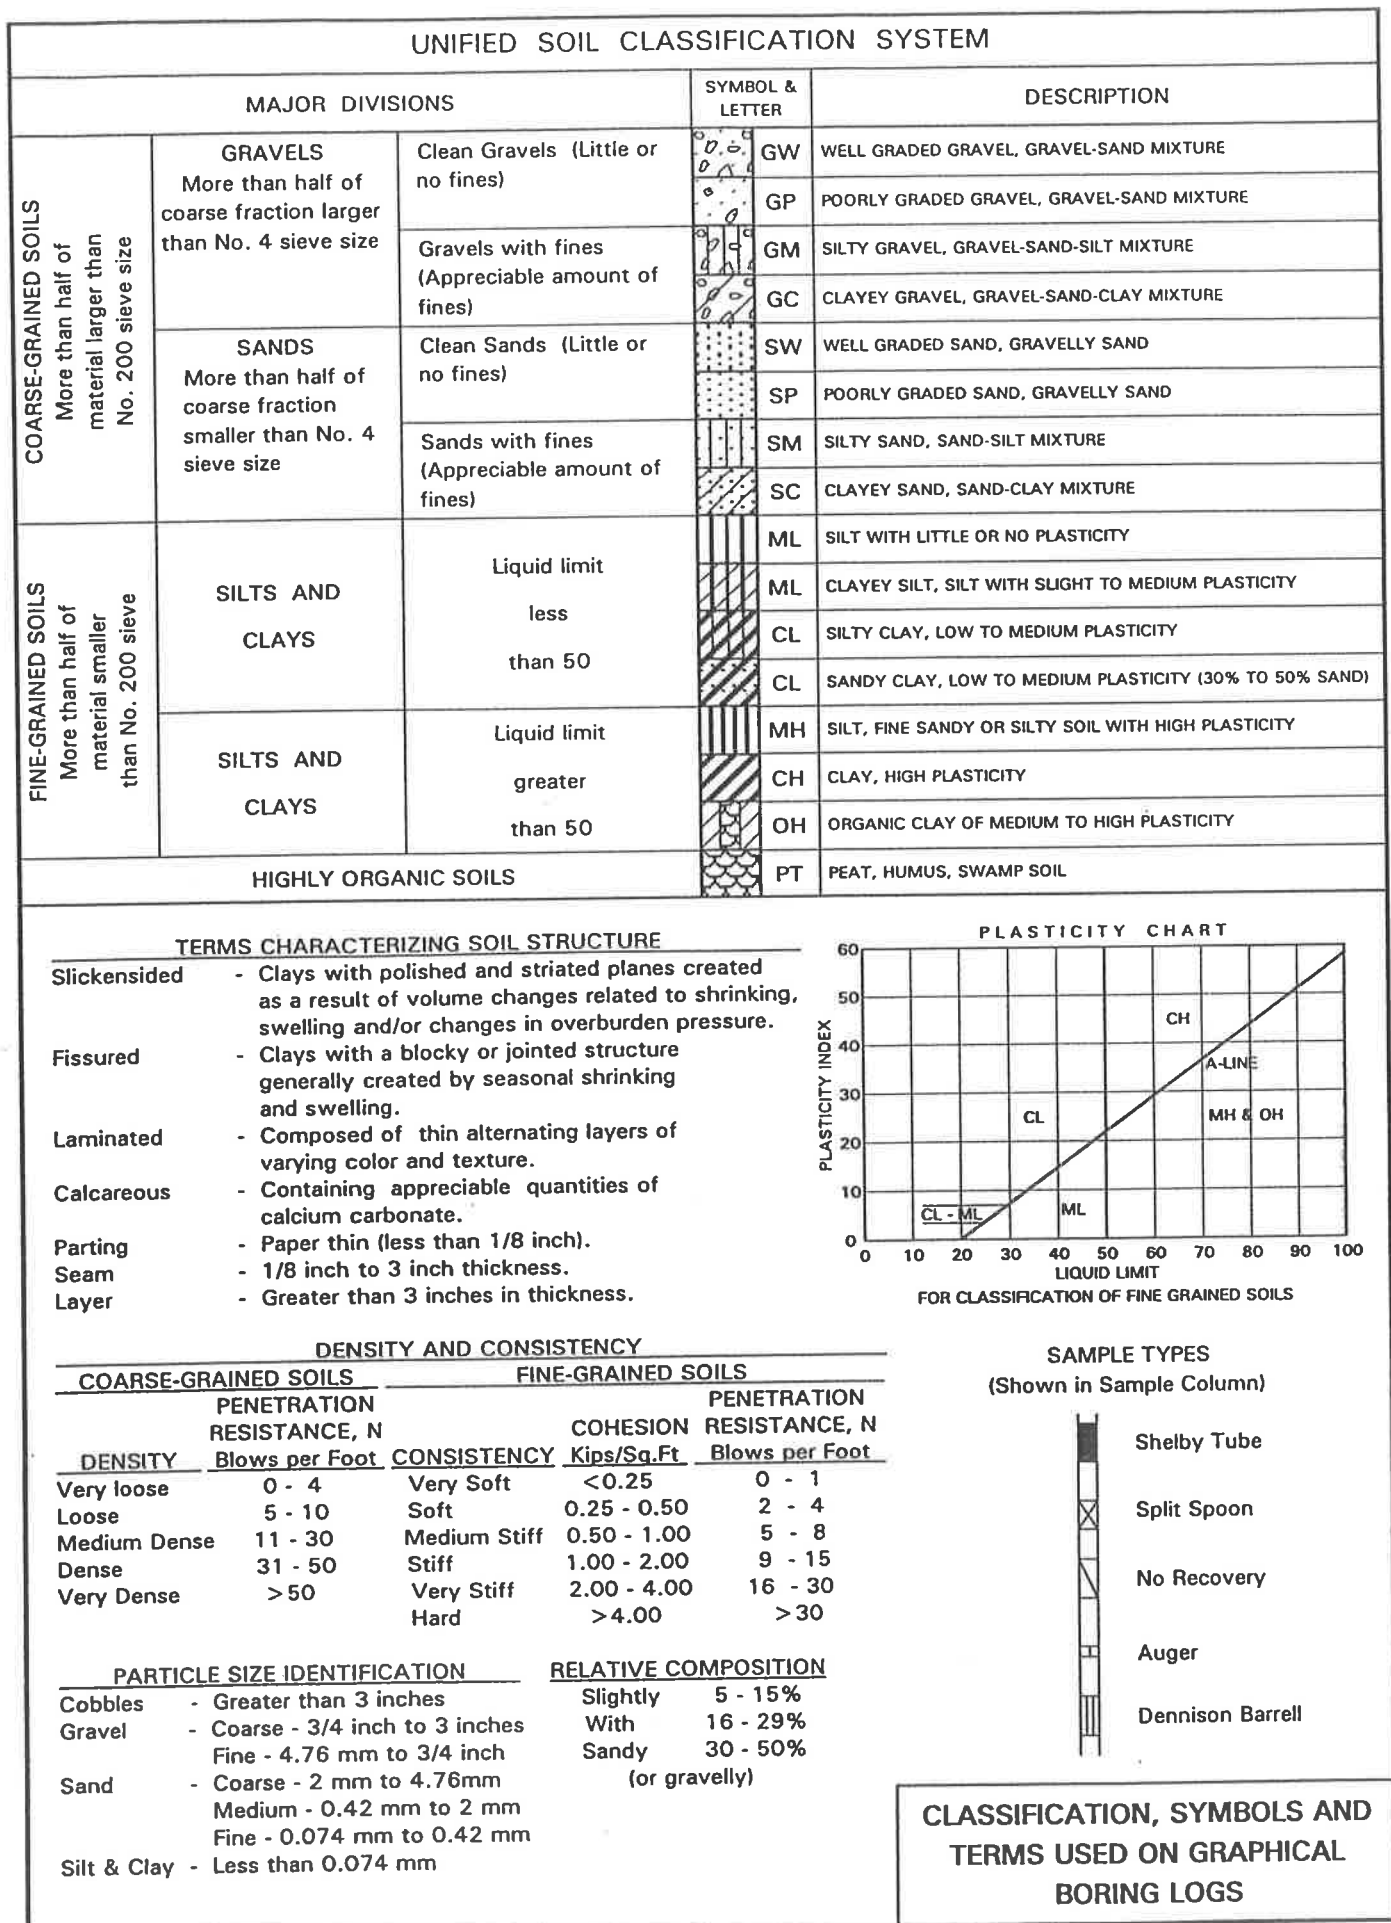 UNIFIED SOIL CLASSIFICATION SYSTEM
MAJOR DIVISIONS
SYMBOL &
LETTER
DESCRIPTION
COARSE-GRAINED SOILS
More than half of
material larger than
No. 200 sieve size
GRAVELS
More than half of
coarse fraction larger
than No. 4 sieve size
Clean Gravels (Little or
no fines)
GW WELL GRADED GRAVEL, GRAVEL-SAND MIXTURE
GP POORLY GRADED GRAVEL, GRAVEL-SAND MIXTURE
Gravels with fines
(Appreciable amount of
fines)
GM SILTY GRAVEL, GRAVEL-SAND-SILT MIXTURE
GC CLAYEY GRAVEL, GRAVEL-SAND-CLAY MIXTURE
SANDS
More than half of
coarse fraction
smaller than No. 4
sieve size
Clean Sands (Little or
no fines)
SW WELL GRADED SAND, GRAVELLY SAND
SP POORLY GRADED SAND, GRAVELLY SAND
Sands with fines
(Appreciable amount of
fines)
SM SILTY SAND, SAND-SILT MIXTURE
SC CLAYEY SAND, SAND-CLAY MIXTURE
FINE-GRAINED SOILS
More than half of
material smaller
than No. 200 sieve
SILTS AND
CLAYS
Liquid limit
less
than 50
ML SILT WITH LITTLE OR NO PLASTICITY
ML CLAYEY SILT, SILT WITH SLIGHT TO MEDIUM PLASTICITY
CL SILTY CLAY, LOW TO MEDIUM PLASTICITY
CL SANDY CLAY, LOW TO MEDIUM PLASTICITY (30% TO 50% SAND)
SILTS AND
CLAYS
Liquid limit
greater
than 50
MH SILT, FINE SANDY OR SILTY SOIL WITH HIGH PLASTICITY
CH CLAY, HIGH PLASTICITY
OH ORGANIC CLAY OF MEDIUM TO HIGH PLASTICITY
HIGHLY ORGANIC SOILS
PT PEAT, HUMUS, SWAMP SOIL
TERMS CHARACTERIZING SOIL STRUCTURE
Slickensided - Clays with polished and striated planes created
as a result of volume changes related to shrinking,
swelling and/or changes in overburden pressure.
Fissured - Clays with a blocky or jointed structure
generally created by seasonal shrinking
and swelling.
Laminated - Composed of thin alternating layers of
varying color and texture.
Calcareous - Containing appreciable quantities of
calcium carbonate.
Parting - Paper thin (less than 1/8 inch).
Seam - 1/8 inch to 3 inch thickness.
Layer - Greater than 3 inches in thickness.
PLASTICITY CHART
PLASTICITY INDEX
60
50
40
30
20
10
0
CH
A-LINE
CL
MH & OH
CL - ML
ML
0 10 20 30 40 50 60 70 80 90 100
LIQUID LIMIT
FOR CLASSIFICATION OF FINE GRAINED SOILS
DENSITY AND CONSISTENCY
COARSE-GRAINED SOILS FINE-GRAINED SOILS
PENETRATION PENETRATION
RESISTANCE, N COHESION RESISTANCE, N
DENSITY Blows per Foot CONSISTENCY Kips/Sq.Ft Blows per Foot
Very loose 0 - 4 Very Soft <0.25 0 - 1
Loose 5 - 10 Soft 0.25 - 0.50 2 - 4
Medium Dense 11 - 30 Medium Stiff 0.50 - 1.00 5 - 8
Dense 31 - 50 Stiff 1.00 - 2.00 9 - 15
Very Dense >50 Very Stiff 2.00 - 4.00 16 - 30
Hard >4.00 >30
SAMPLE TYPES
(Shown in Sample Column)
Shelby Tube
Split Spoon
No Recovery
Auger
Dennison Barrell
PARTICLE SIZE IDENTIFICATION
Cobbles - Greater than 3 inches
Gravel - Coarse - 3/4 inch to 3 inches
Fine - 4.76 mm to 3/4 inch
Sand - Coarse - 2 mm to 4.76mm
Medium - 0.42 mm to 2 mm
Fine - 0.074 mm to 0.42 mm
Silt & Clay - Less than 0.074 mm
RELATIVE COMPOSITION
Slightly 5 - 15%
With 16 - 29%
Sandy 30 - 50%
(or gravelly)
CLASSIFICATION, SYMBOLS AND
TERMS USED ON GRAPHICAL
BORING LOGS